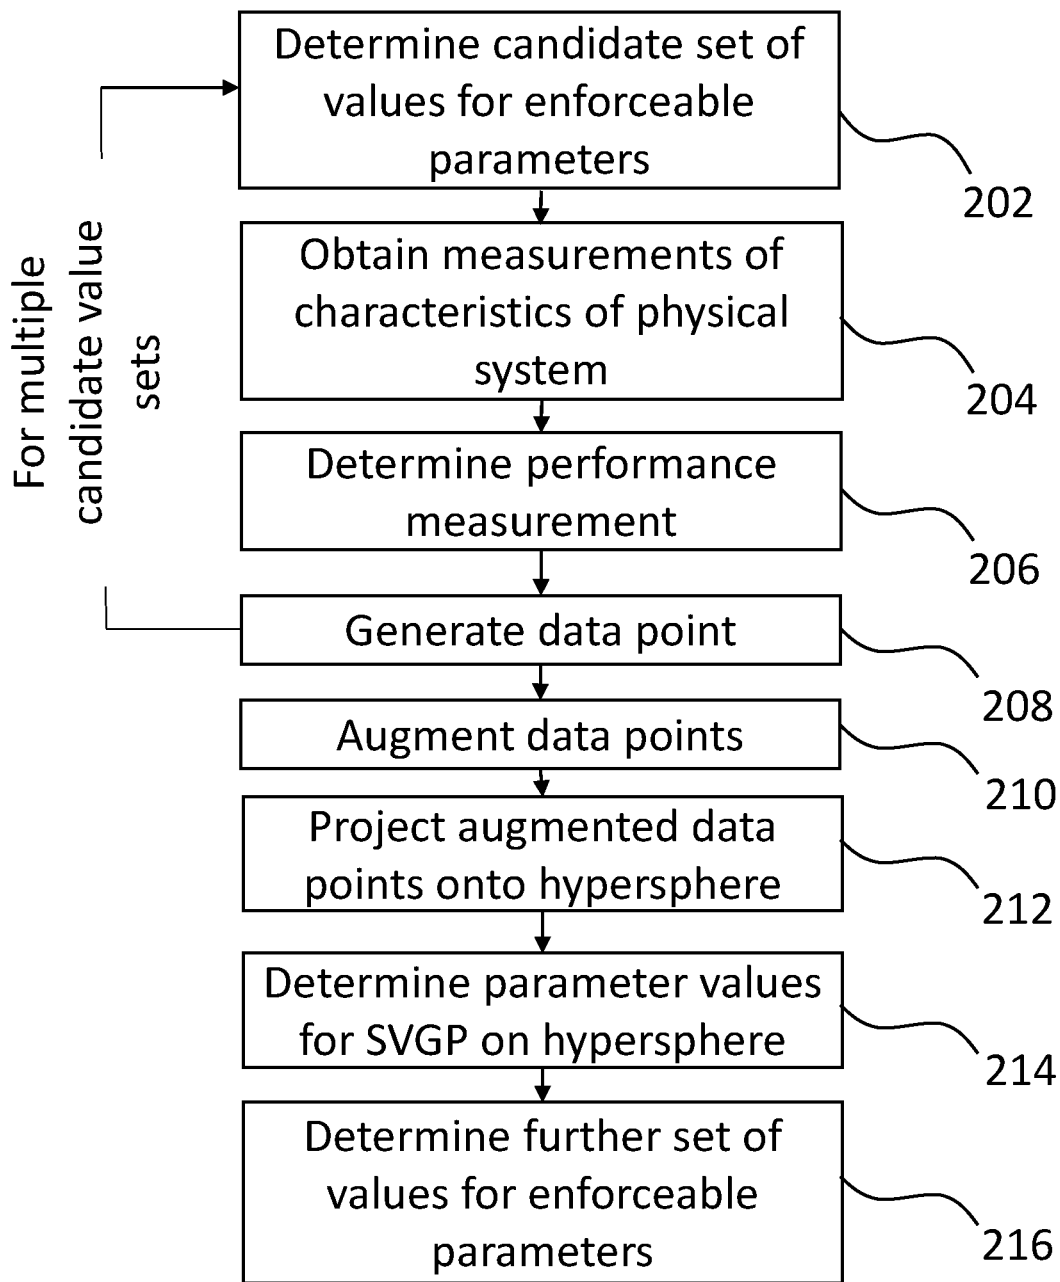 Determine candidate set of
values for enforceable
parameters
202
Obtain measurements of
characteristics of physical
system
204
Determine performance
measurement
206
Generate data point
208
For multiple
candidate value
sets
Augment data points
210
Project augmented data
points onto hypersphere
212
Determine parameter values
for SVGP on hypersphere
214
Determine further set of
values for enforceable
parameters
216